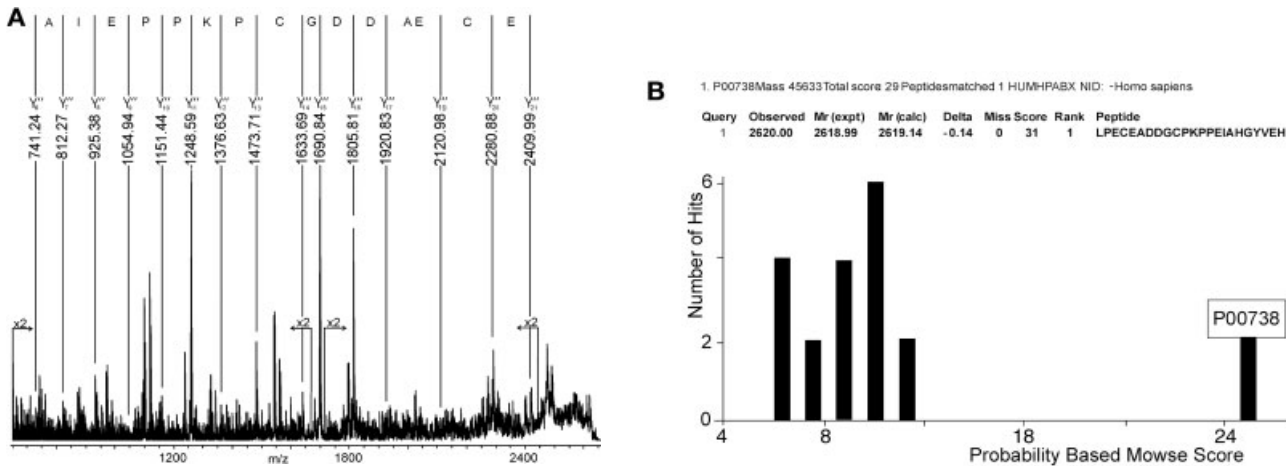 A
A I E P P K P C G D D AE C E
741.24 812.27 925.38 1054.94 1151.44 1248.59 1376.63 1473.71 1633.69 1690.84 1805.81 1920.83 2120.98 2280.88 2409.99
x2 x2 x2 x2
1200 1800 2400
m/z
B
1. P00738Mass 45633Total score 29 Peptidesmatched 1 HUMHPABX NID: -Homo sapiens
Query Observed Mr (expt) Mr (calc) Delta Miss Score Rank Peptide
1 2620.00 2618.99 2619.14 -0.14 0 31 1 LPECEADDGCPKPPEIAHGYVEH
Number of Hits
6
2
0
P00738
4 8 18 24
Probability Based Mowse Score